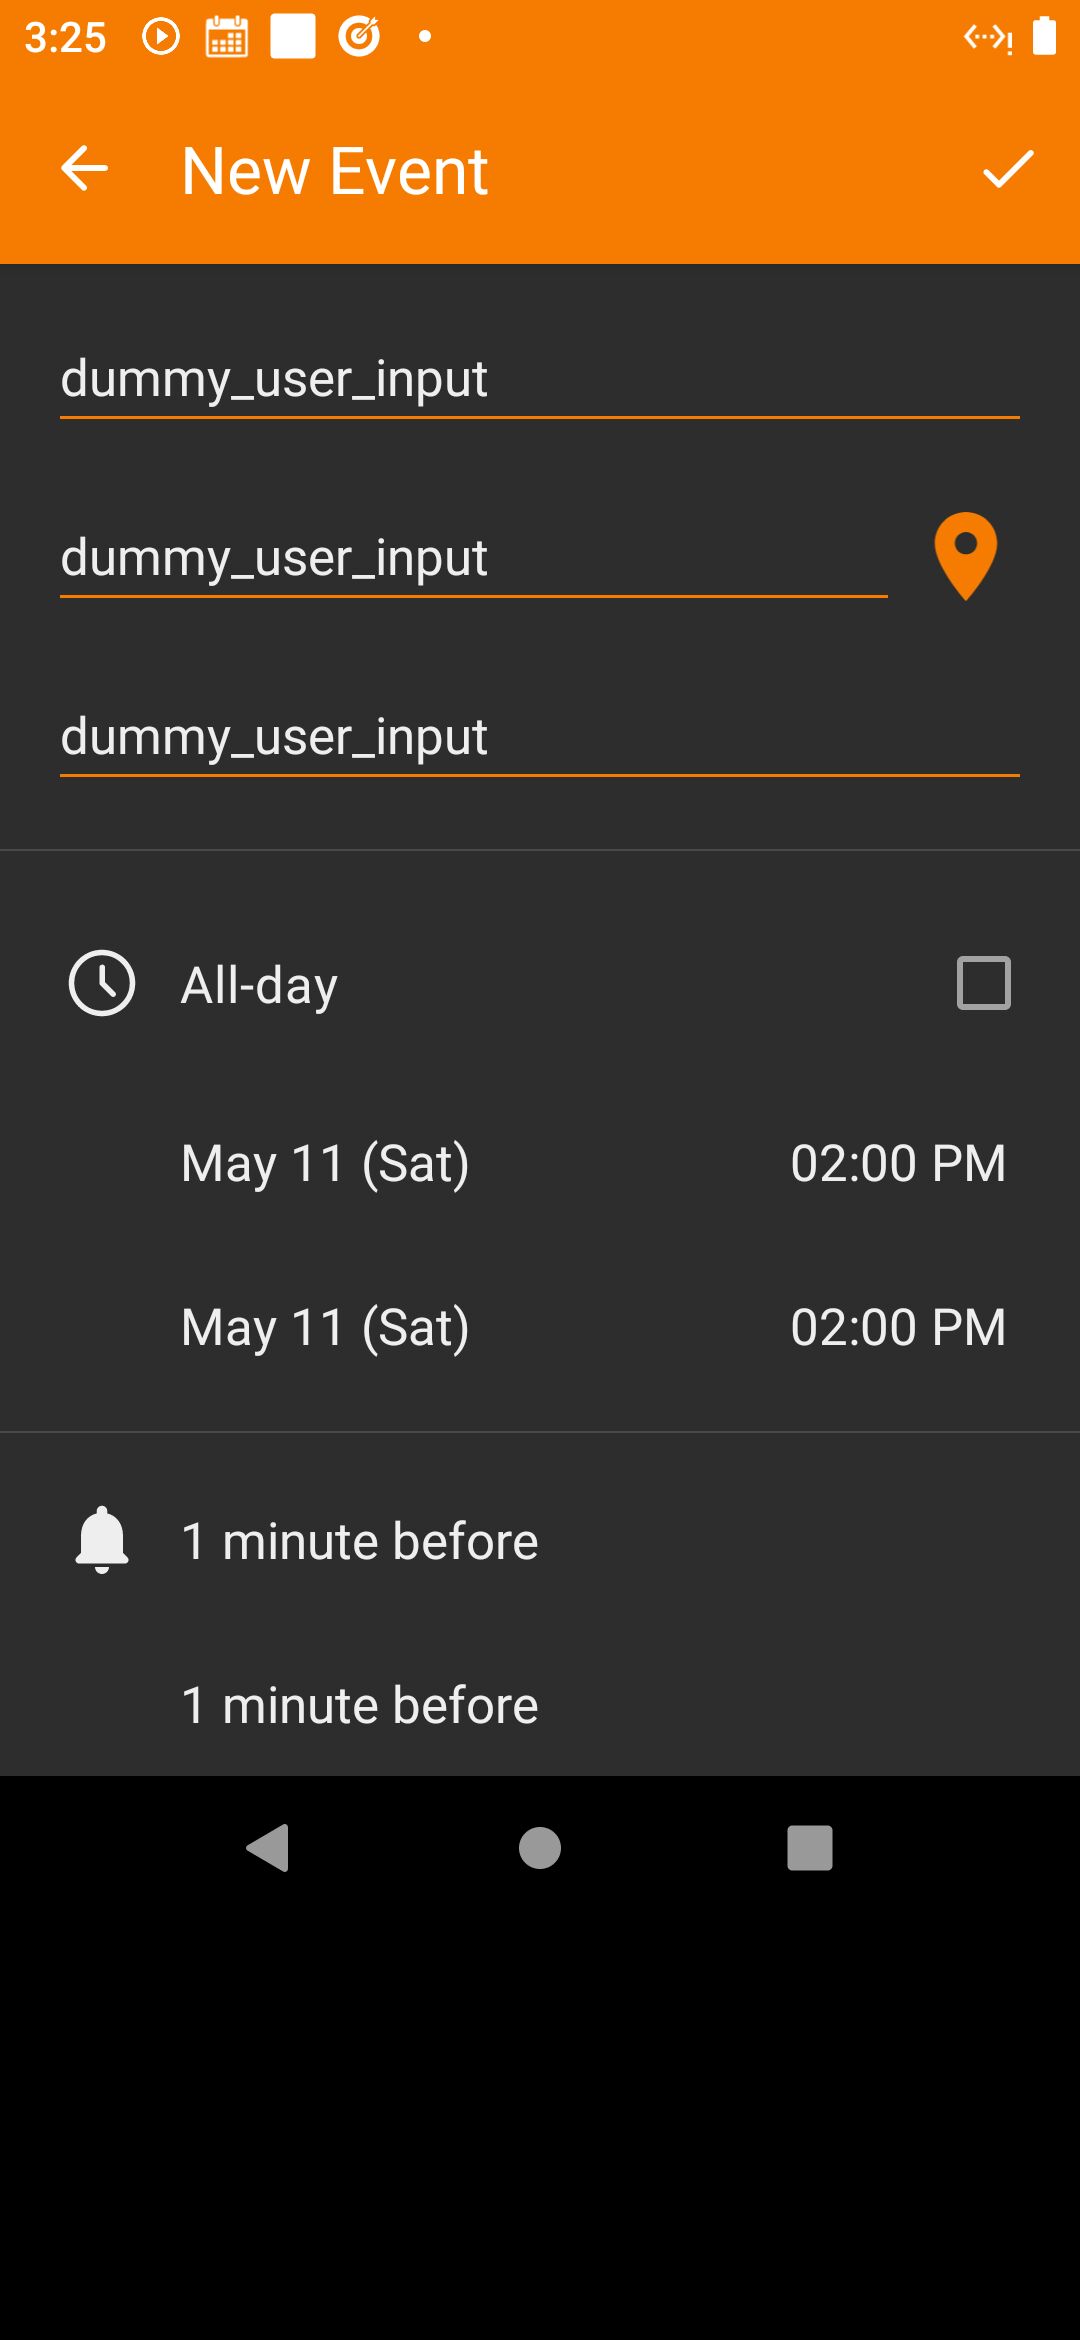 3:25
New Event
dummy_user_input
dummy_user_input
dummy_user_input
All-day
May 11 (Sat) 02:00 PM
May 11 (Sat) 02:00 PM
1 minute before
1 minute before